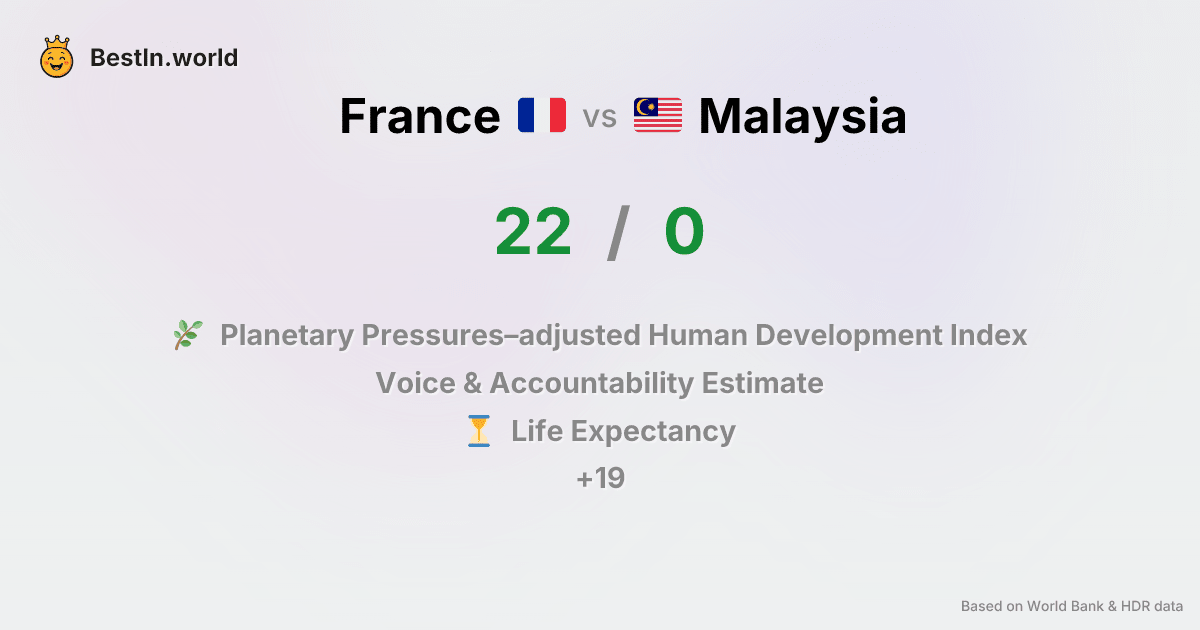 BestIn.world
France vs Malaysia
22 / 0
Planetary Pressures–adjusted Human Development Index
Voice & Accountability Estimate
Life Expectancy
+19
Based on World Bank & HDR data